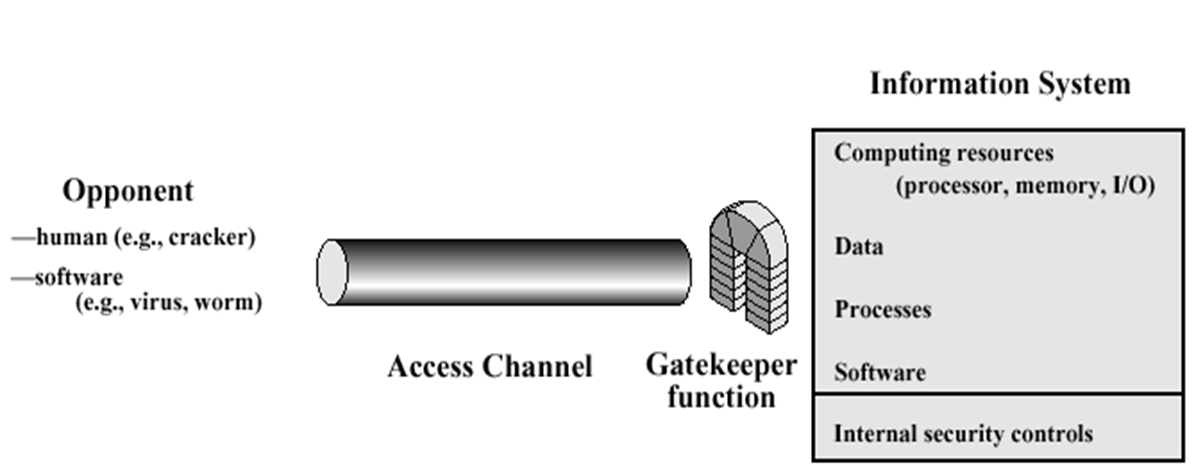 Information System
Opponent
—human (e.g., cracker)
—software
(e.g., virus, worm)
Access Channel
Gatekeeper
function
Computing resources
(processor, memory, I/O)
Data
Processes
Software
Internal security controls